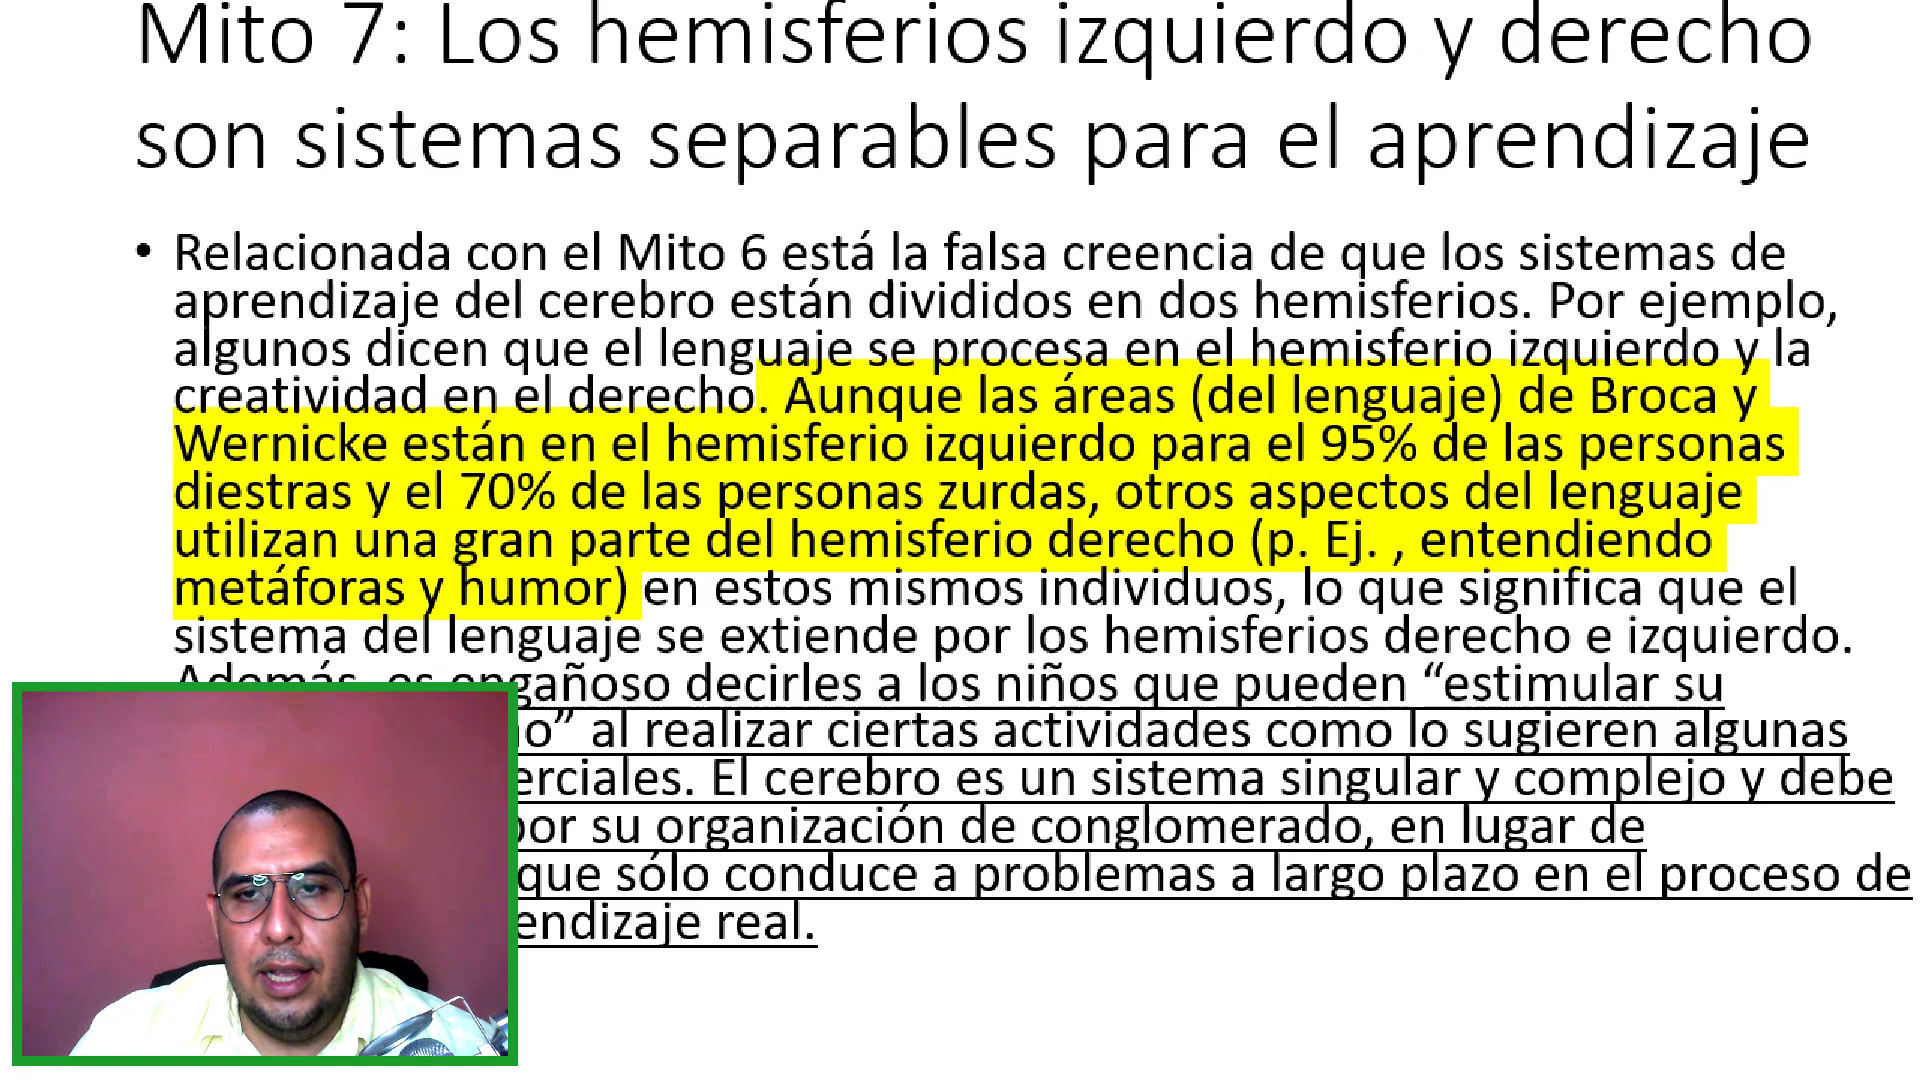 Mito 7: Los hemisferios izquierdo y derecho
son sistemas separables para el aprendizaje
• Relacionada con el Mito 6 está la falsa creencia de que los sistemas de
aprendizaje del cerebro están divididos en dos hemisferios. Por ejemplo,
algunos dicen que el lenguaje se procesa en el hemisferio izquierdo y la
creatividad en el derecho. Aunque las áreas (del lenguaje) de Broca y
Wernicke están en el hemisferio izquierdo para el 95% de las personas
diestras y el 70% de las personas zurdas, otros aspectos del lenguaje
utilizan una gran parte del hemisferio derecho (p. Ej. , entendiendo
metáforas y humor) en estos mismos individuos, lo que significa que el
sistema del lenguaje se extiende por los hemisferios derecho e izquierdo.
Además, es engañoso decirles a los niños que pueden “estimular su
” al realizar ciertas actividades como lo sugieren algunas
El cerebro es un sistema singular y complejo y debe
por su organización de conglomerado, en lugar de
que sólo conduce a problemas a largo plazo en el proceso de
real.